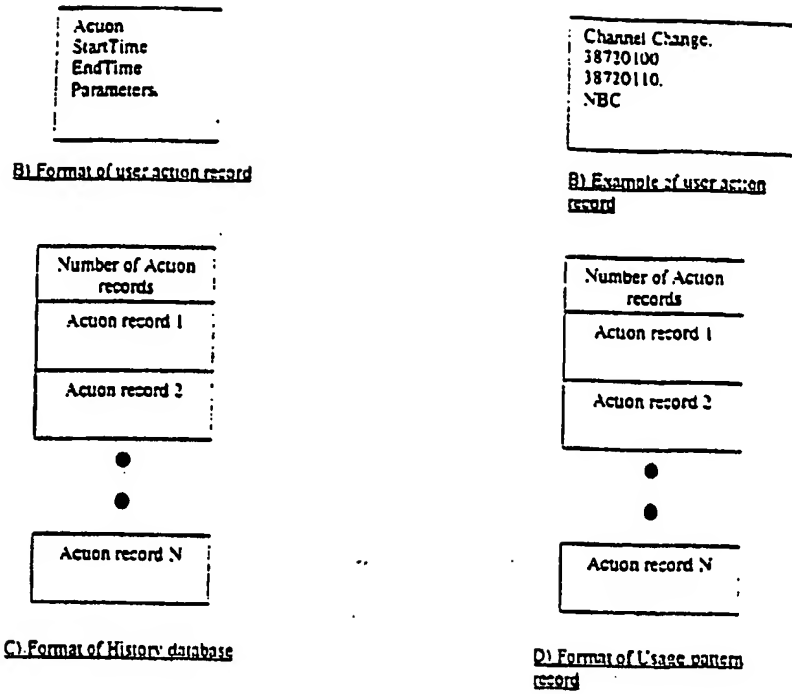 Action
StartTime
EndTime
Parameters.
B) Format of user action record
Channel Change.
38720100
38720110.
NBC
B) Example of user action
record
Number of Action
records
Action record 1
Action record 2
Action record N
C) Format of History database
Number of Action
records
Action record 1
Action record 2
Action record N
D) Format of Usage pattern
record